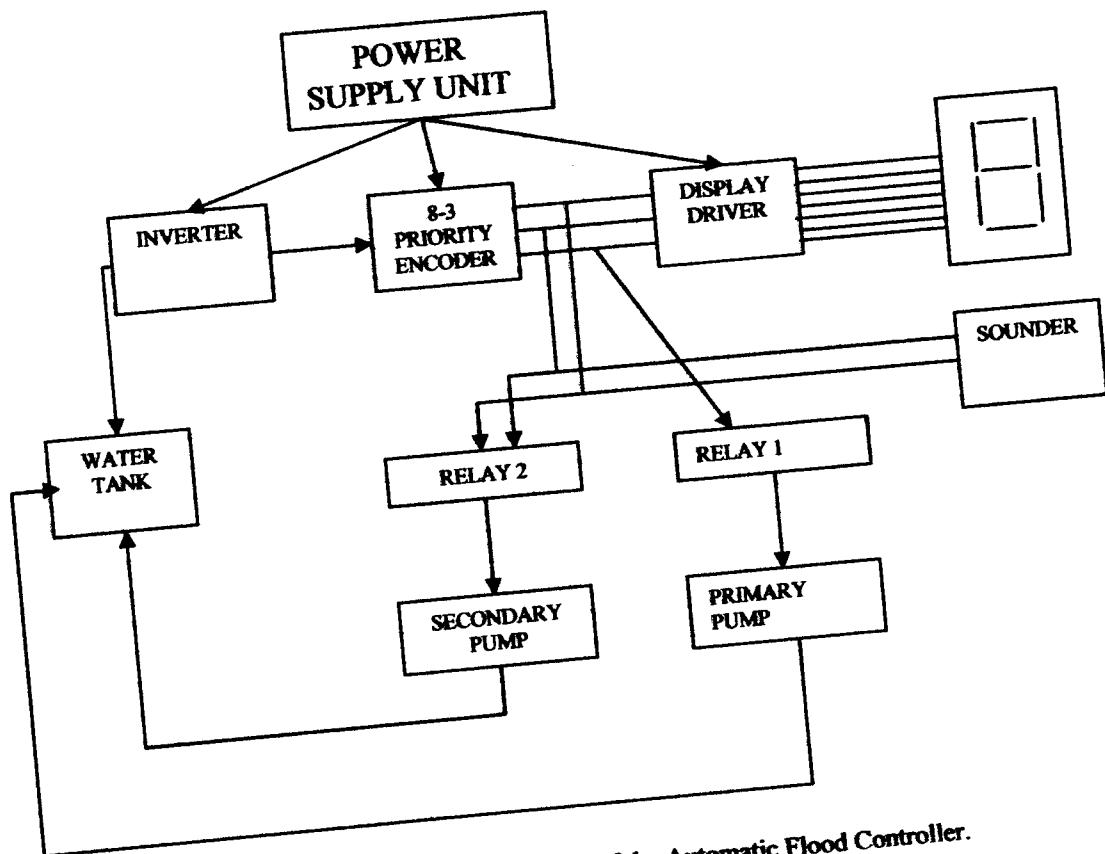 POWER
SUPPLY UNIT
INVERTER
8-3
PRIORITY
ENCODER
DISPLAY
DRIVER
SOUNDER
WATER
TANK
RELAY 2
RELAY 1
SECONDARY
PUMP
PRIMARY
PUMP
Automatic Flood Controller.